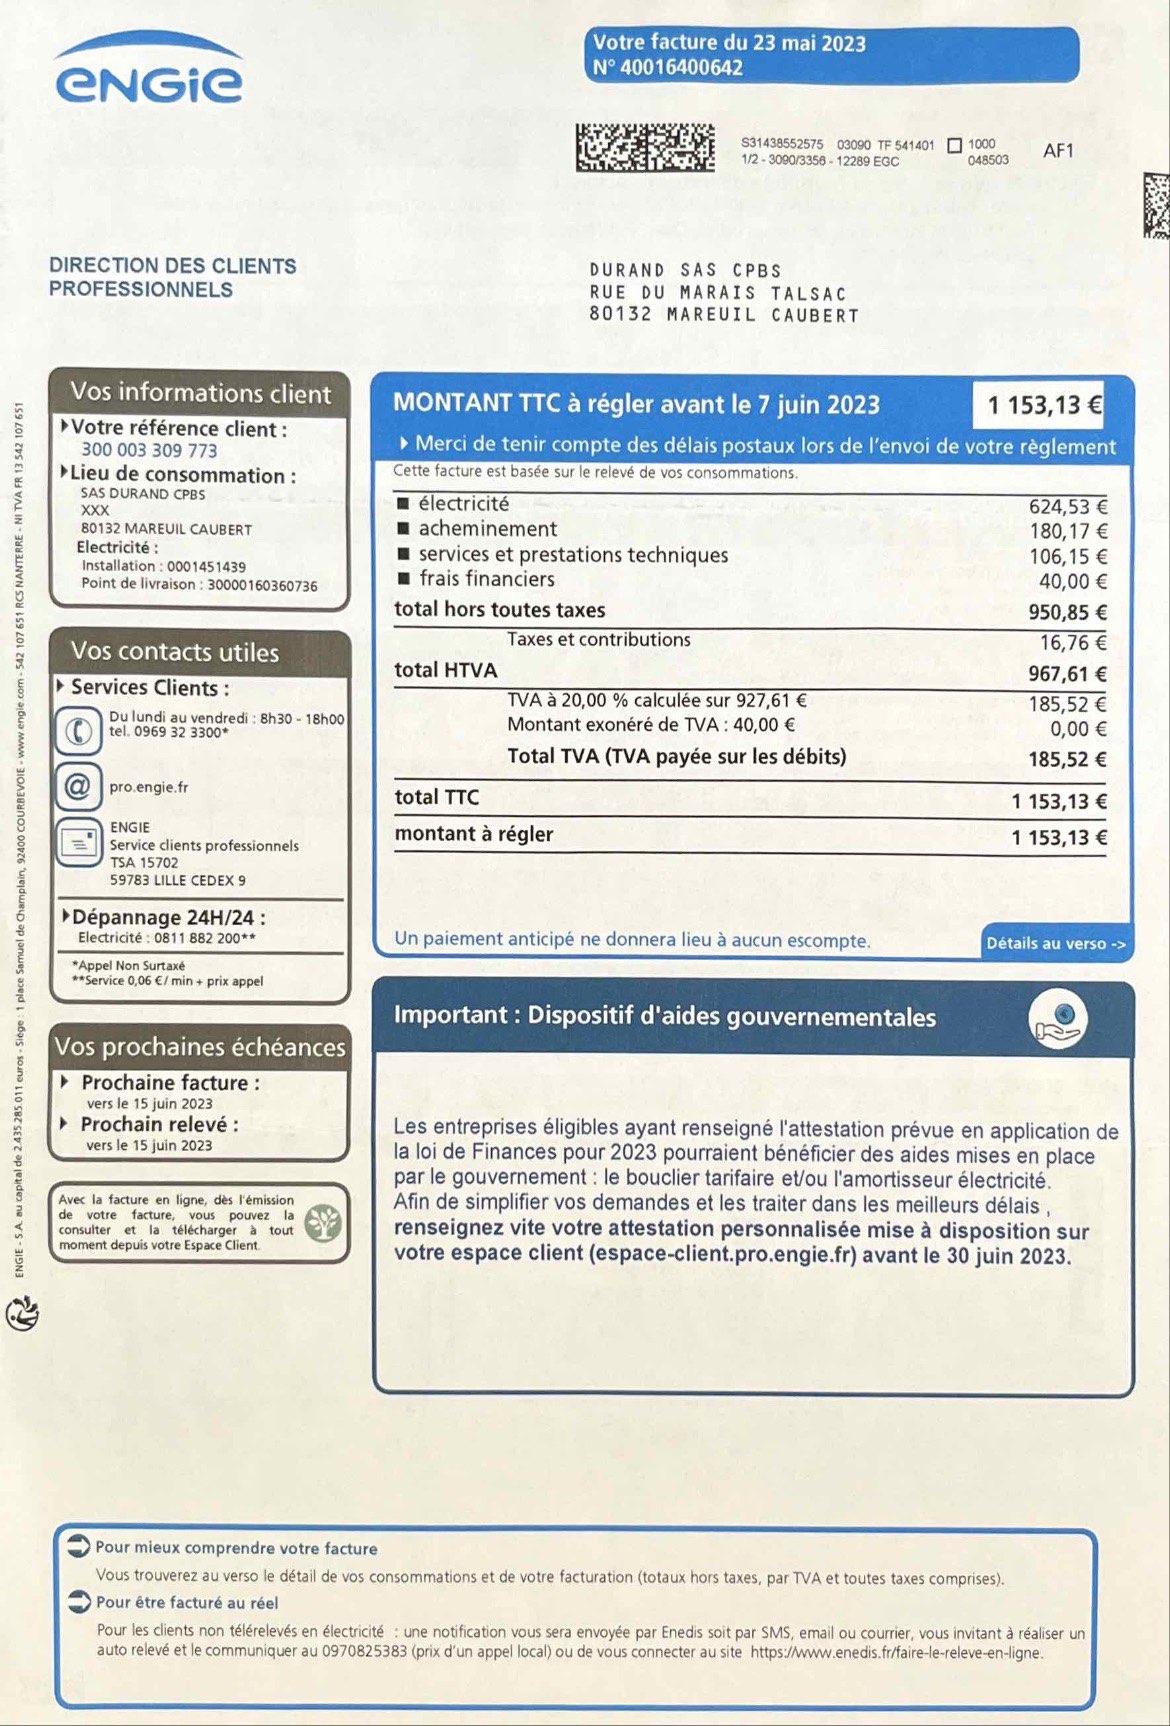 ENGIE
Votre facture du 23 mai 2023
N° 40016400642
S31438552575 03090 TF 541401 1000
1/2 - 3090/3356 - 12289 EGC 048503
AF1
DIRECTION DES CLIENTS
PROFESSIONNELS
DURAND SAS CPBS
RUE DU MARAIS TALSAC
80132 MAREUIL CAUBERT
Vos informations client
Votre référence client :
300 003 309 773
Lieu de consommation :
SAS DURAND CPBS
XXX
80132 MAREUIL CAUBERT
Electricité :
Installation : 0001451439
Point de livraison : 30000160360736
Vos contacts utiles
Services Clients :
Du lundi au vendredi : 8h30 - 18h00
tel. 0969 32 3300*
pro.engie.fr
ENGIE
Service clients professionnels
TSA 15702
59783 LILLE CEDEX 9
Dépannage 24H/24 :
Electricité : 0811 882 200**
*Appel Non Surtaxé
**Service 0,06 €/ min + prix appel
Vos prochaines échéances
Prochaine facture :
vers le 15 juin 2023
Prochain relevé :
vers le 15 juin 2023
Avec la facture en ligne, dès l'émission
de votre facture, vous pouvez la
consulter et la télécharger à tout
moment depuis votre Espace Client.
MONTANT TTC à régler avant le 7 juin 2023 1 153,13 €
Merci de tenir compte des délais postaux lors de l'envoi de votre règlement
Cette facture est basée sur le relevé de vos consommations.
électricité 624,53 €
acheminement 180,17 €
services et prestations techniques 106,15 €
frais financiers 40,00 €
total hors toutes taxes 950,85 €
Taxes et contributions 16,76 €
total HTVA 967,61 €
TVA à 20,00 % calculée sur 927,61 € 185,52 €
Montant exonéré de TVA : 40,00 € 0,00 €
Total TVA (TVA payée sur les débits) 185,52 €
total TTC 1 153,13 €
montant à régler 1 153,13 €
Un paiement anticipé ne donnera lieu à aucun escompte.
Détails au verso ->
Important : Dispositif d'aides gouvernementales
Les entreprises éligibles ayant renseigné l'attestation prévue en application de
la loi de Finances pour 2023 pourraient bénéficier des aides mises en place
par le gouvernement : le bouclier tarifaire et/ou l'amortisseur électricité.
Afin de simplifier vos demandes et les traiter dans les meilleurs délais ,
renseignez vite votre attestation personnalisée mise à disposition sur
votre espace client (espace-client.pro.engie.fr) avant le 30 juin 2023.
ENGIE - S.A. au capital de 2.435.285.011 euros - Siège : 1 place Samuel de Champlain, 92400 COURBEVOIE - www.engie.com - 542 107 651 RCS NANTERRE - NI TVA FR 13 542 107 651
Pour mieux comprendre votre facture
Vous trouverez au verso le détail de vos consommations et de votre facturation (totaux hors taxes, par TVA et toutes taxes comprises).
Pour être facturé au réel
Pour les clients non télérelevés en électricité : une notification vous sera envoyée par Enedis soit par SMS, email ou courrier, vous invitant à réaliser un
auto relevé et le communiquer au 0970825383 (prix d'un appel local) ou de vous connecter au site https://www.enedis.fr/faire-le-releve-en-ligne.